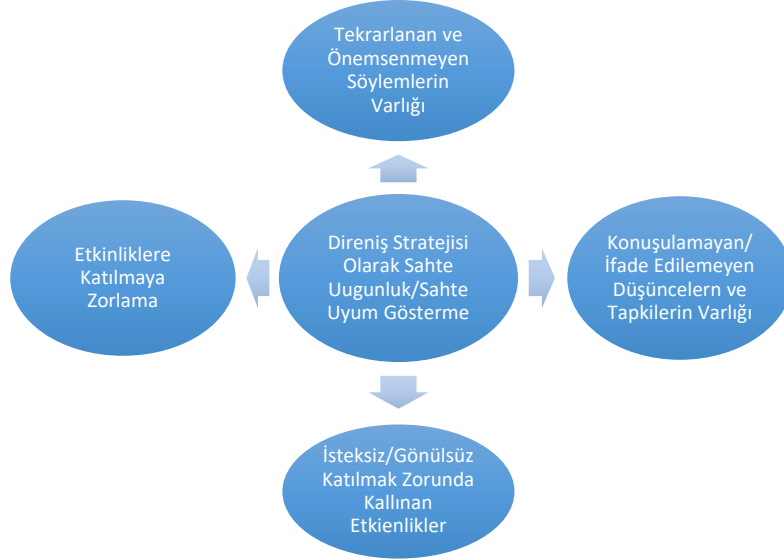 Tekrarlanan ve
Önemsenmeyen
Söylemlerin
Varlığı
Etkinliklere
Katılmaya
Zorlama
Direniş Stratejisi
Olarak Sahte
Uugunluk/Sahte
Uyum Gösterme
Konuşulamayan/
İfade Edilemeyen
Düşüncelern ve
Tapkilerin Varlığı
İsteksiz/Gönülsüz
Katılmak Zorunda
Kallınan
Etkienlikler